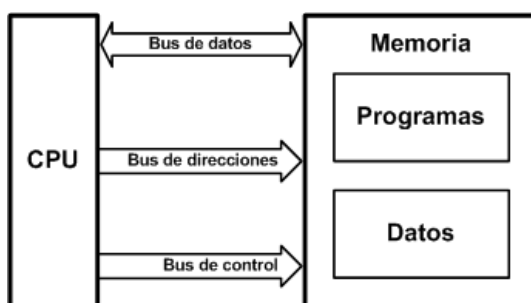 Bus de datos
Memoria
Programas
CPU
Bus de direcciones
Datos
Bus de control